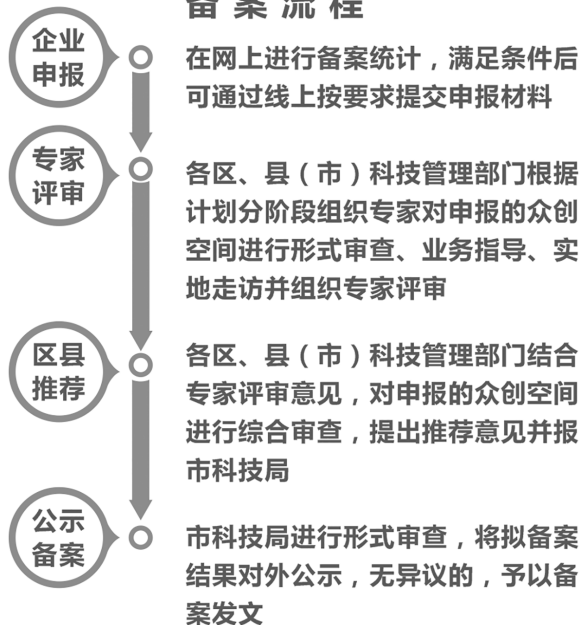 备案流程
企业
申报
在网上进行备案统计，满足条件后
可通过线上按要求提交申报材料
专家
评审
各区、县（市）科技管理部门根据
计划分阶段组织专家对申报的众创
空间进行形式审查、业务指导、实
地走访并组织专家评审
区县
推荐
各区、县（市）科技管理部门结合
专家评审意见，对申报的众创空间
进行综合审查，提出推荐意见并报
市科技局
公示
备案
市科技局进行形式审查，将拟备案
结果对外公示，无异议的，予以备
案发文